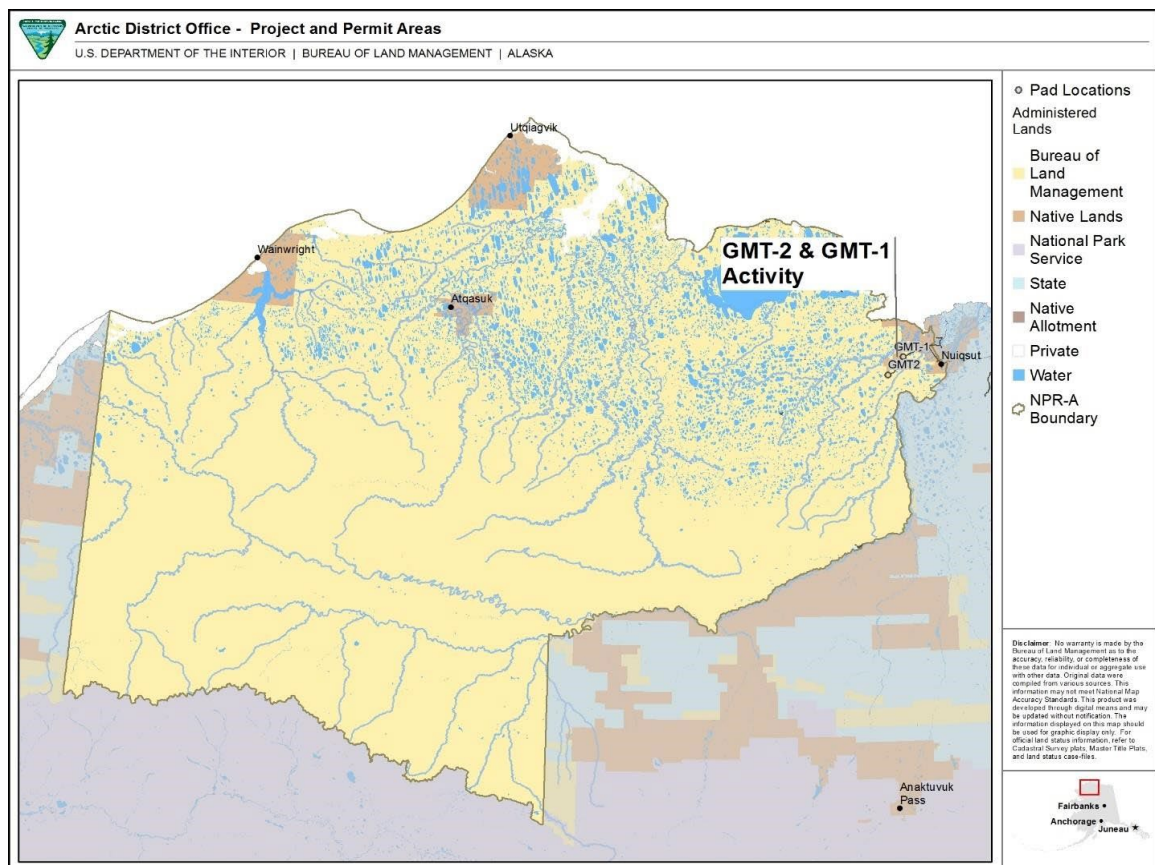 Arctic District Office - Project and Permit Areas
U.S. DEPARTMENT OF THE INTERIOR | BUREAU OF LAND MANAGEMENT | ALASKA
Utqiagvik
Wainwright
Atqasuk
GMT-2 & GMT-1
Activity
GMT-1
GMT2
Nuiqsut
Anaktuvuk
Pass
Pad Locations
Administered
Lands
Bureau of
Land
Management
Native Lands
National Park
Service
State
Native
Allotment
Private
Water
NPR-A
Boundary
Disclaimer: No warranty is made by the
Bureau of Land Management as to the
accuracy, reliability, or completeness of
these data for individual or aggregate use
with other data. Original data were
compiled from various sources. This
information may not meet National Map
Accuracy Standards. This product was
developed through digital means and may
be updated without notification. The
information displayed on this map should
be used for graphic display only. For
official land status information, refer to
Cadastral Survey plats, Master Title Plats,
and land status case-files.
Fairbanks
Anchorage
Juneau